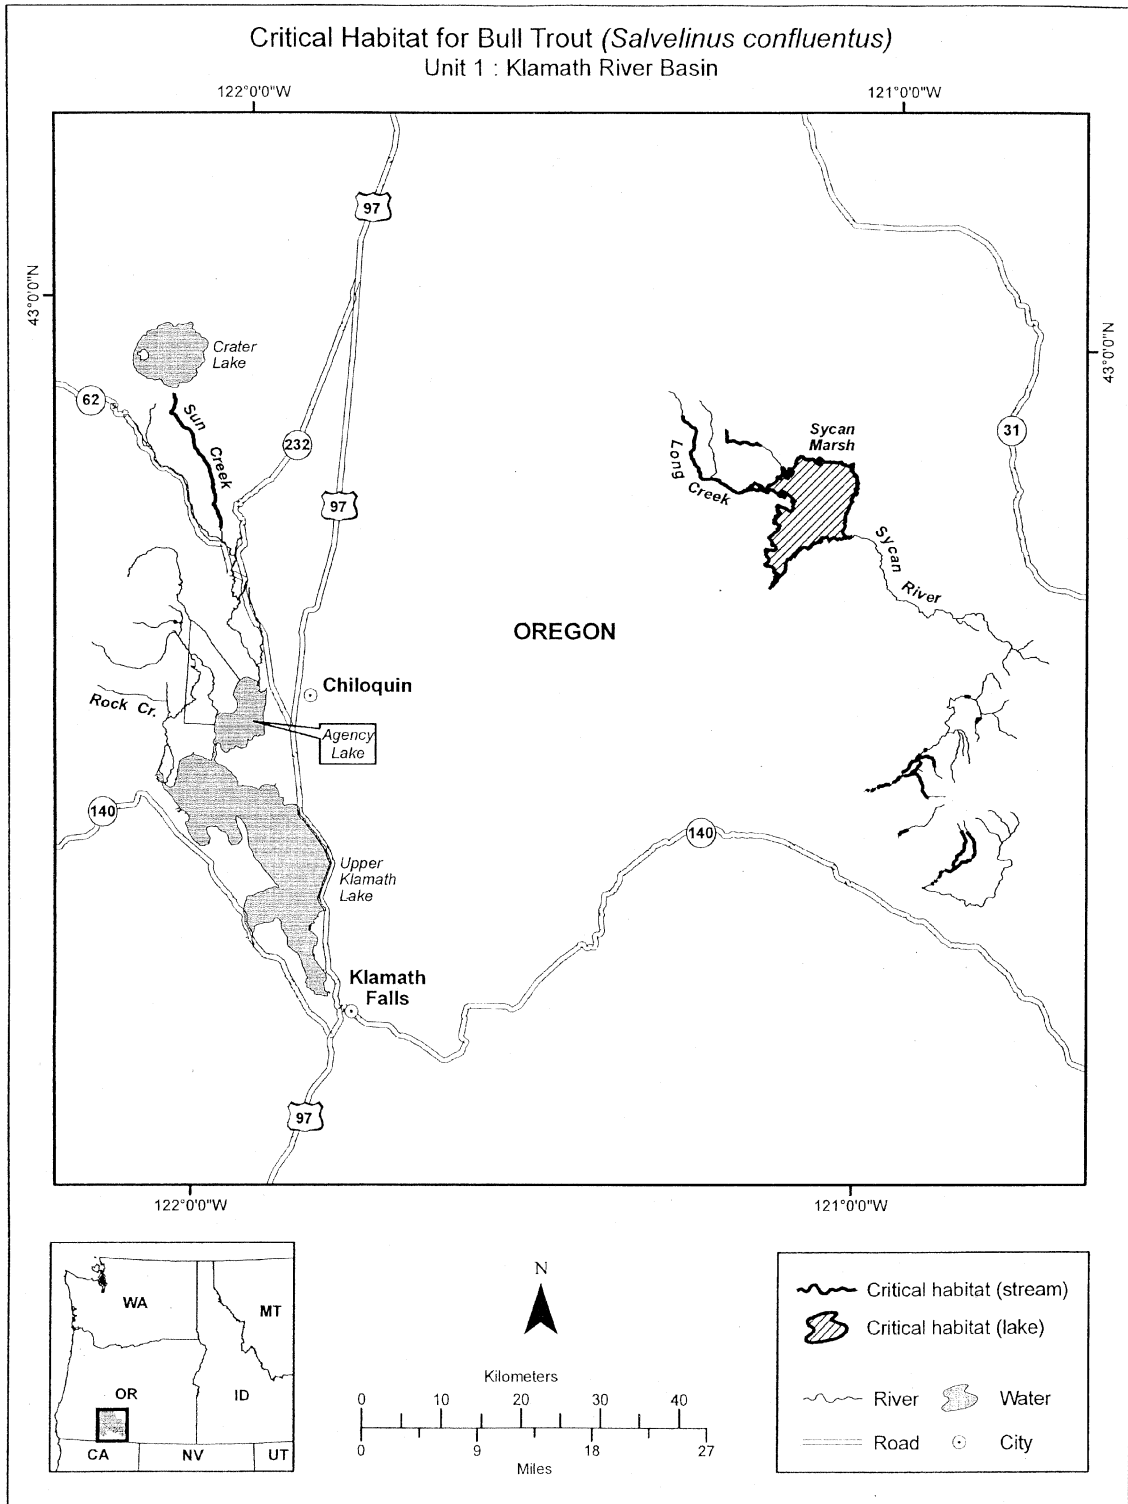 Critical Habitat for Bull Trout (Salvelinus confluentus)
Unit 1 : Klamath River Basin
122°0'0"W
121°0'0"W
43°0'0"N
43°0'0"N
97
Crater
Lake
62
Sun
Creek
232
97
31
Sycan
Marsh
Long
Creek
Sycan
River
OREGON
Chiloquin
Rock Cr.
Agency
Lake
140
140
Upper
Klamath
Lake
Klamath
Falls
97
122°0'0"W
121°0'0"W
WA
MT
OR
ID
CA
NV
UT
N
Kilometers
0 10 20 30 40
0 9 18 27
Miles
Critical habitat (stream)
Critical habitat (lake)
River
Water
Road
City